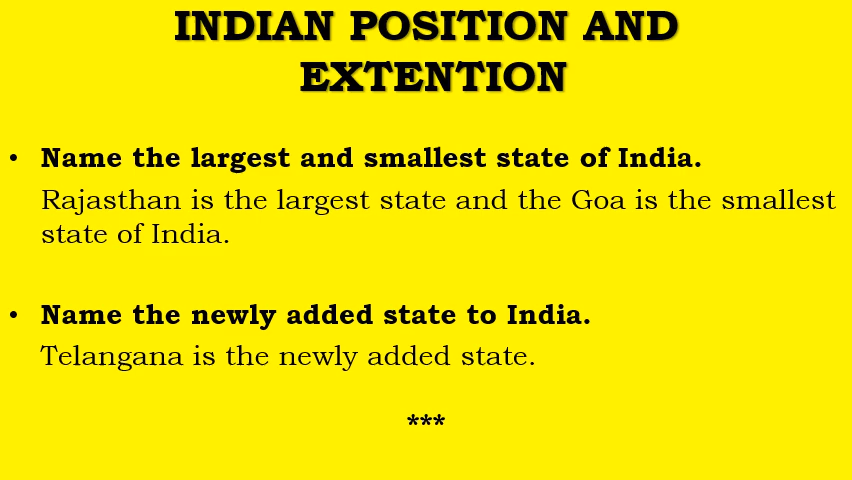 INDIAN POSITION AND
EXTENTION
• Name the largest and smallest state of India.
Rajasthan is the largest state and the Goa is the smallest
state of India.
• Name the newly added state to India.
Telangana is the newly added state.
***